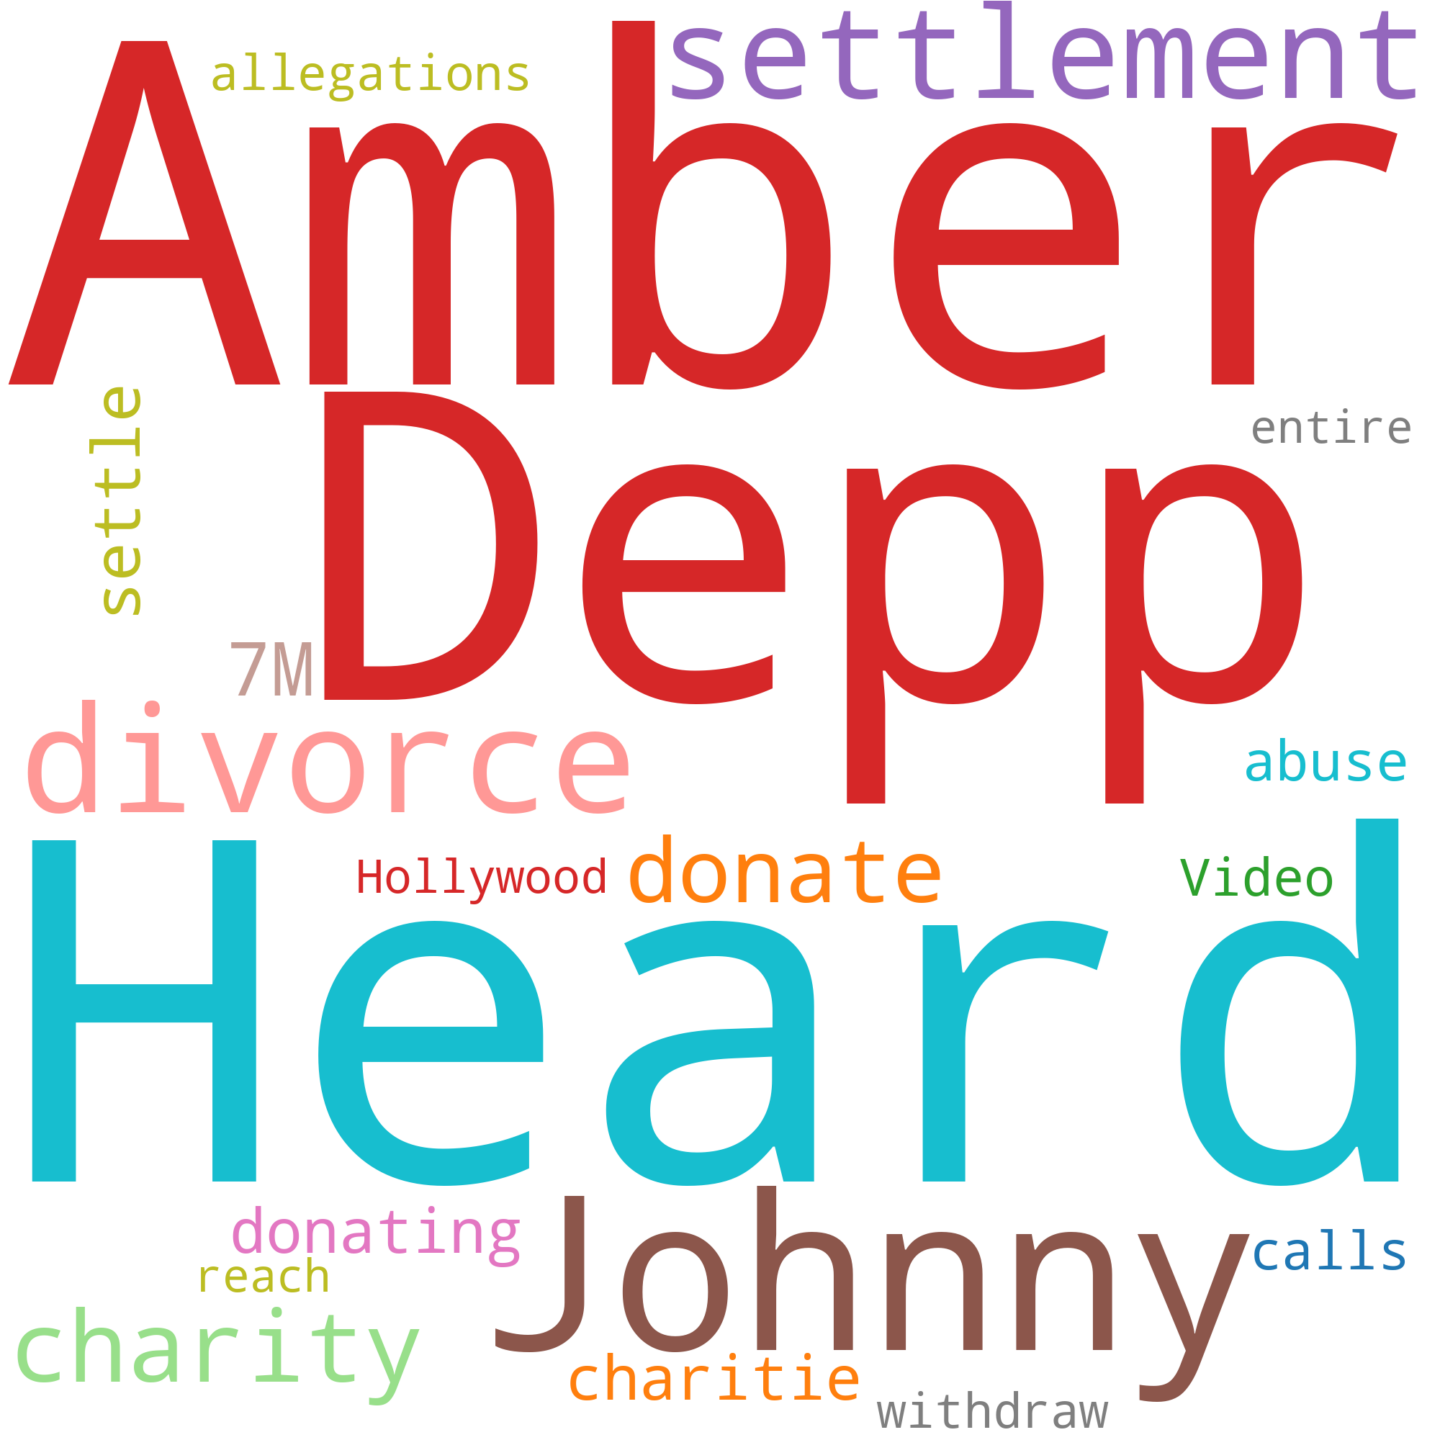 settlement
allegations
Amber
settle
entire
Depp
7M
divorce
abuse
Hollywood
donate
Video
Heard
donating
Johnny
calls
reach
charity
charitie
withdraw